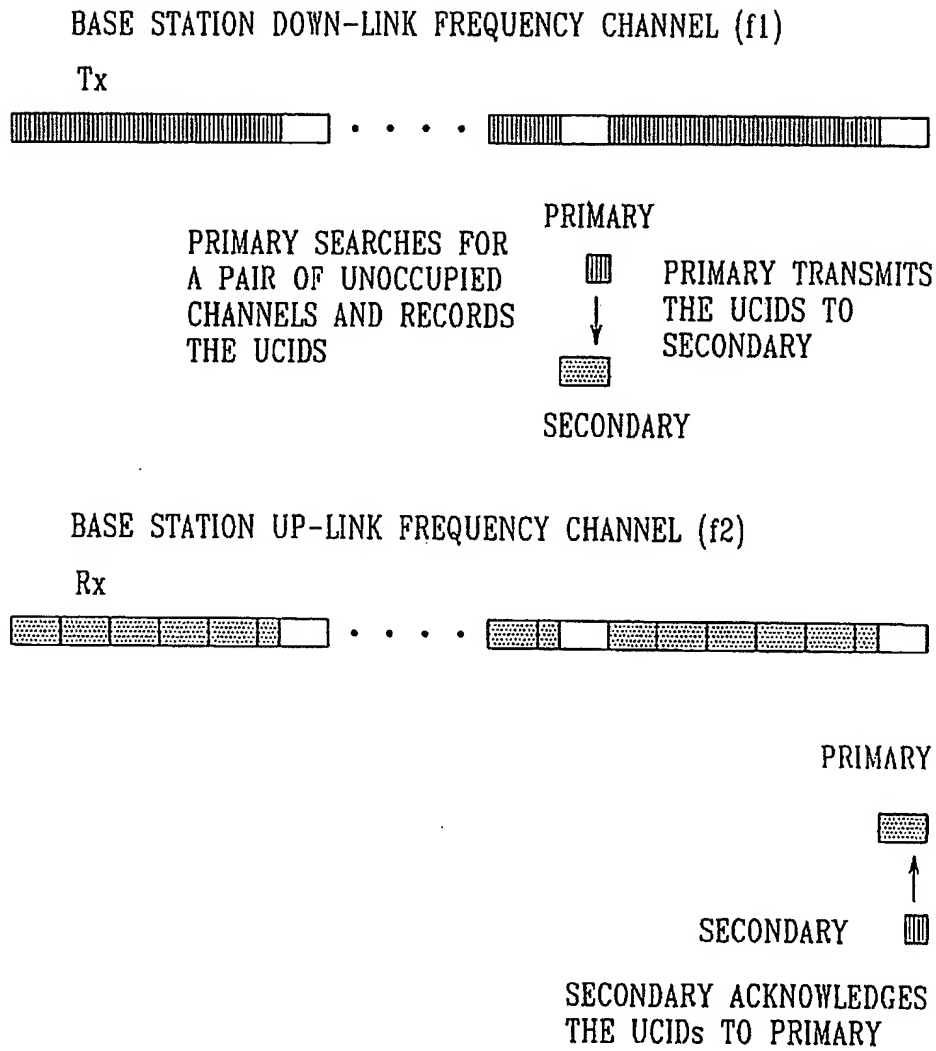 BASE STATION DOWN-LINK FREQUENCY CHANNEL (f1)
Tx
PRIMARY SEARCHES FOR
A PAIR OF UNOCCUPIED
CHANNELS AND RECORDS
THE UCIDS
PRIMARY
PRIMARY TRANSMITS
THE UCIDS TO
SECONDARY
SECONDARY
BASE STATION UP-LINK FREQUENCY CHANNEL (f2)
Rx
PRIMARY
SECONDARY
SECONDARY ACKNOWLEDGES
THE UCIDs TO PRIMARY